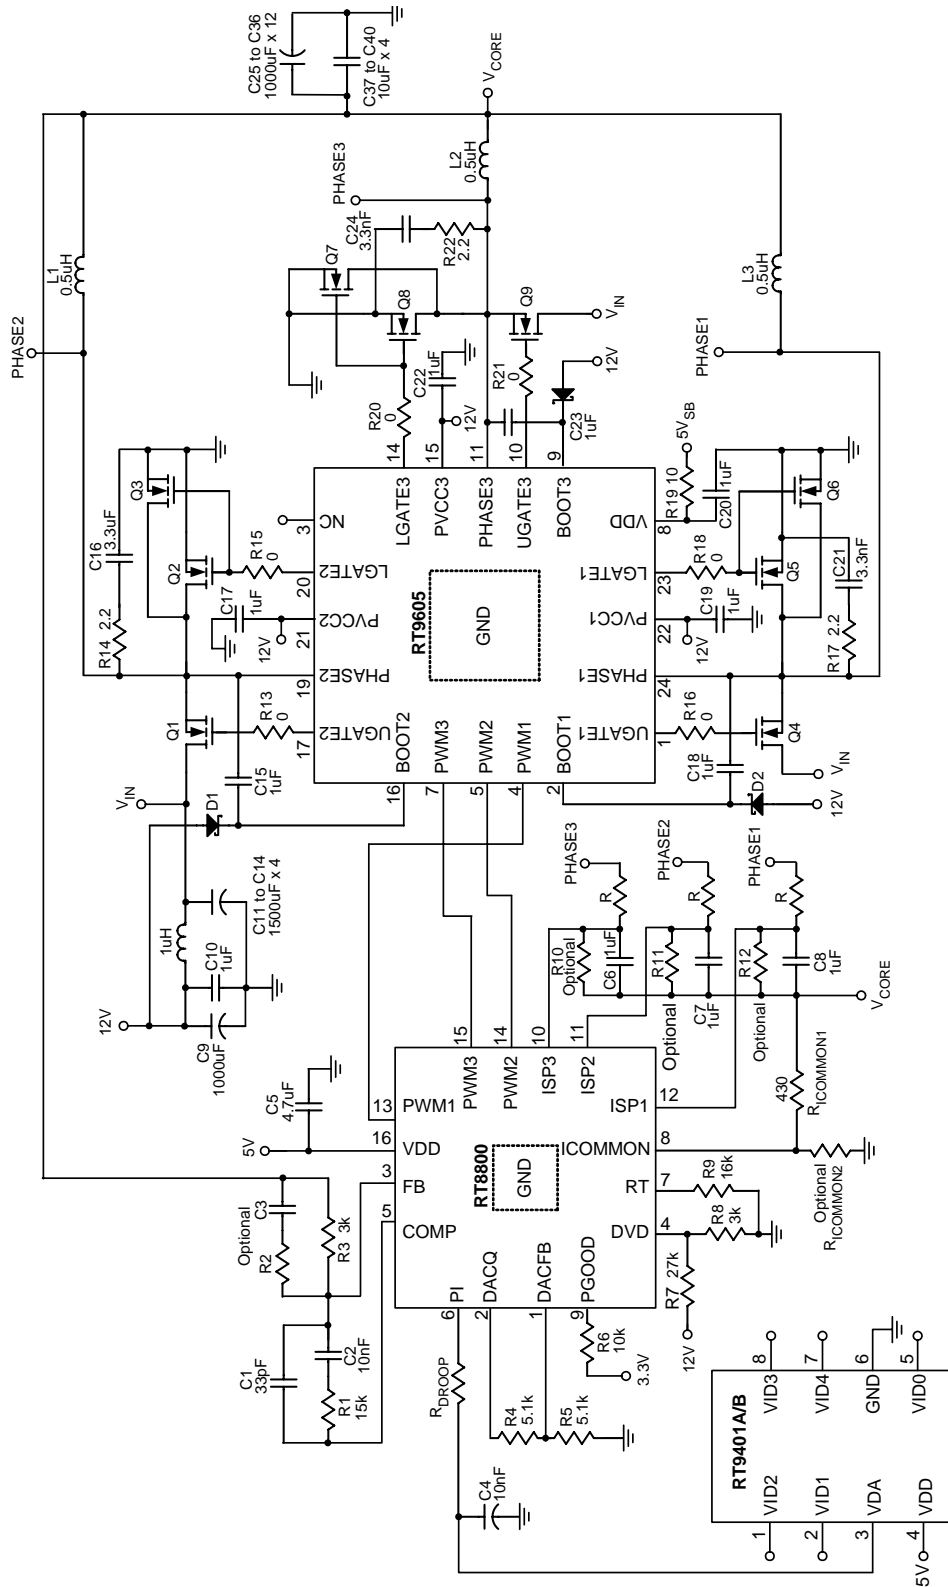 C25 to C36
1000uF x 12
C37 to C40
10uF x 4
V_CORE
L1
0.5uH
PHASE2
L2
0.5uH
PHASE3
L3
0.5uH
PHASE1
C24
3.3nF
R22
2.2
Q7
Q8
Q9
V_IN
R20
0
C22
1uF
12V
R21
0
C23
1uF
12V
14
LGATE3
15
PVCC3
11
PHASE3
10
UGATE3
9
BOOT3
Q3
C16
3.3uF
R14
2.2
Q2
R15
0
C17
1uF
12V
Q1
R13
0
C15
1uF
D1
V_IN
3
NC
20
LGATE2
21
PVCC2
19
PHASE2
17
UGATE2
16
BOOT2
7
PWM3
5
PWM2
4
PWM1
2
BOOT1
RT9605
GND
8
VDD
23
LGATE1
22
PVCC1
24
PHASE1
1
UGATE1
5V_SB
R19 10
C20
1uF
R18
0
Q6
Q5
C21
3.3nF
R17
2.2
C19
1uF
12V
R16
0
Q4
V_IN
C18
1uF
D2
12V
12V
1uH
C9
1000uF
C10
1uF
C11 to C14
1500uF x 4
PHASE3
R
R10
Optional
C6
1uF
PHASE2
R
R11
Optional
C7
1uF
PHASE1
R
R12
Optional
C8
1uF
V_CORE
430
R_ICOMMON1
Optional
R_ICOMMON2
5V
C5
4.7uF
RT8800
GND
13
PWM1
16
VDD
3
FB
5
COMP
15
PWM3
14
PWM2
10
ISP3
11
ISP2
12
ISP1
8
ICOMMON
7
RT
4
DVD
6
PI
2
DACQ
1
DACFB
9
PGOOD
Optional
C3
R2
R3
3k
C1
33pF
C2
10nF
R1
15k
R_DROOP
R4
5.1k
R5
5.1k
R6
10k
3.3V
R7 27k
12V
R8
3k
R9
16k
C4
10nF
RT9401A/B
1
VID2
2
VID1
3
VDA
4
VDD
5V
8
VID3
7
VID4
6
GND
5
VID0